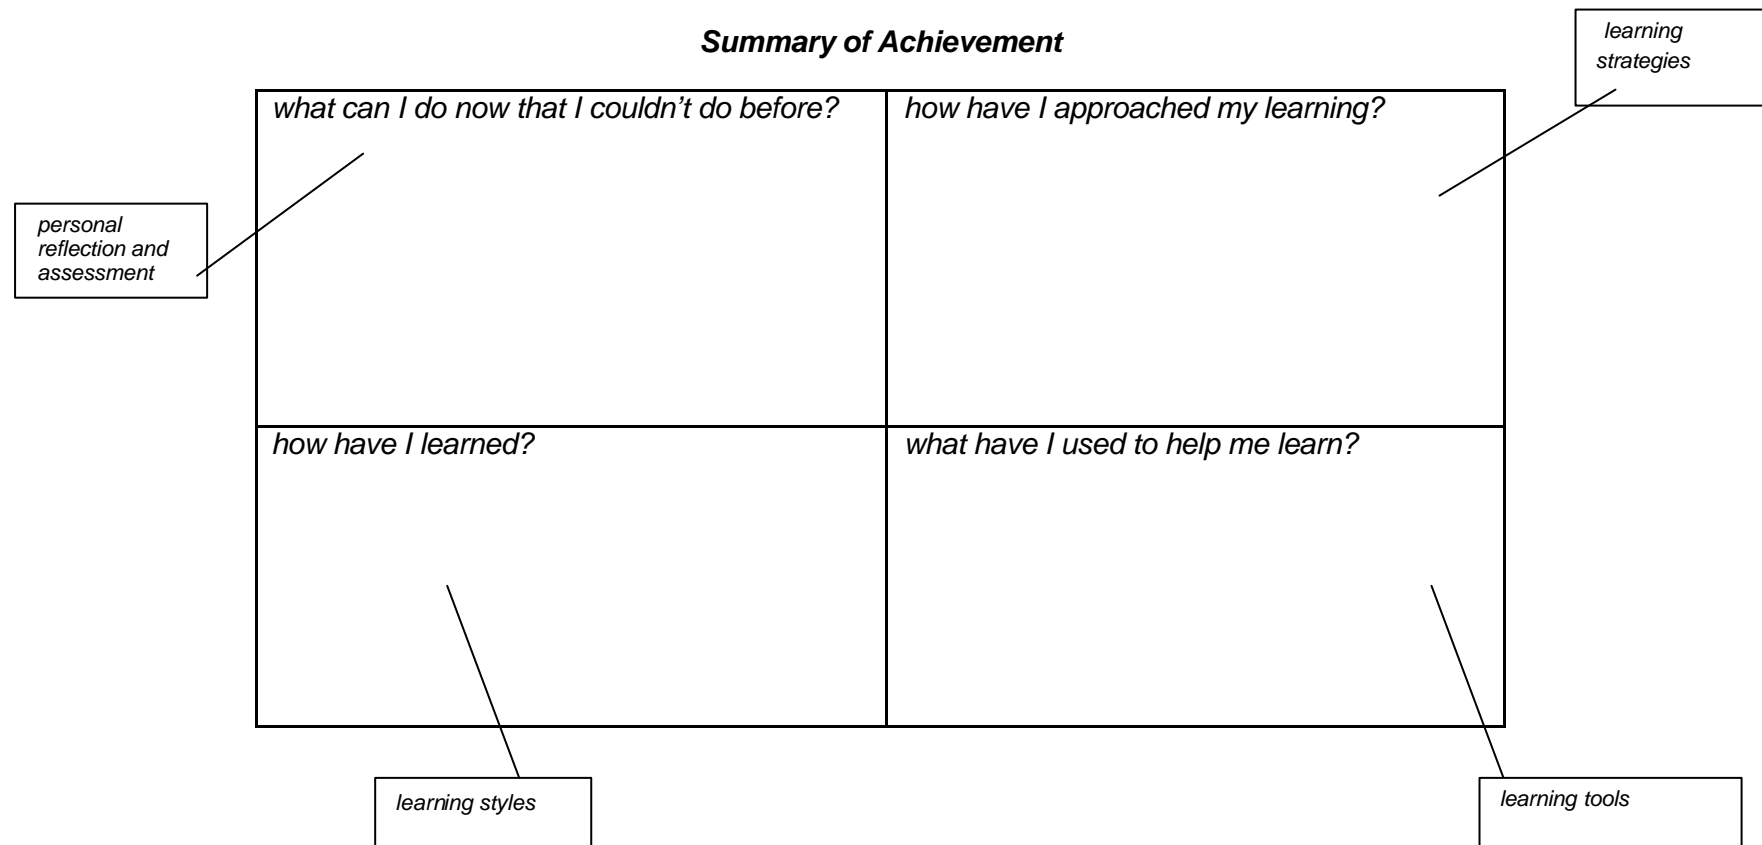 Summary of Achievement
learning
strategies
what can I do now that I couldn’t do before?
how have I approached my learning?
personal
reflection and
assessment
how have I learned?
what have I used to help me learn?
learning styles
learning tools